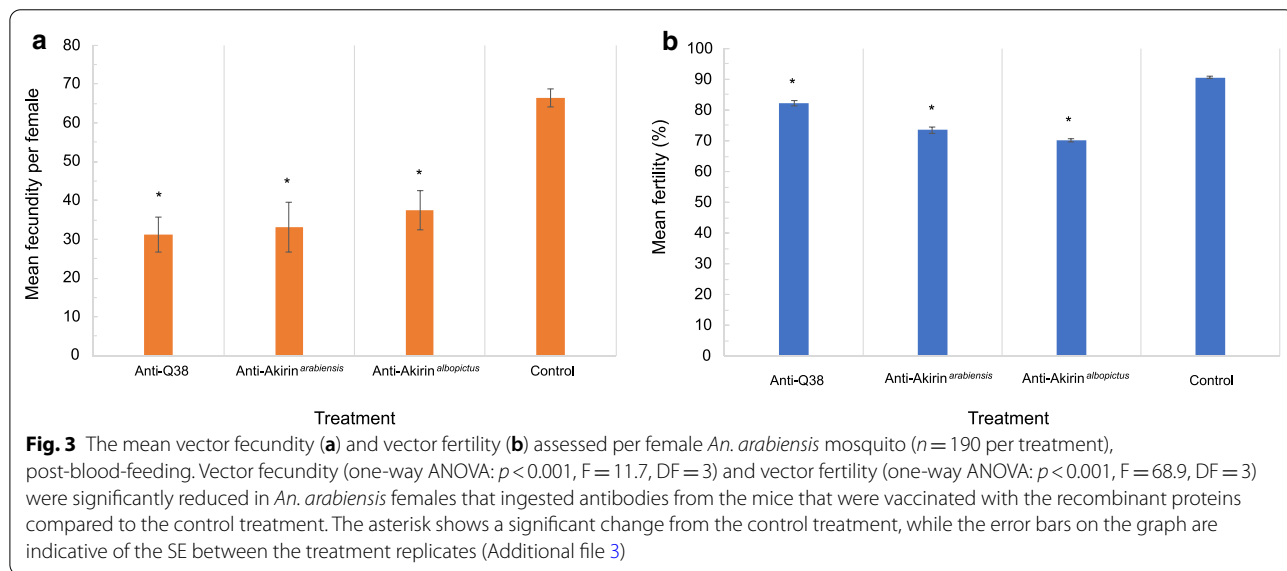 a
80
70
60
50
40
30
20
10
0
Mean fecundity per female
*
*
*
Anti-Q38
Anti-Akirin arabiensis
Anti-Akirin albopictus
Control
Treatment
b
100
90
80
70
60
50
40
30
20
10
0
Mean fertility (%)
*
*
*
Anti-Q38
Anti-Akirin arabiensis
Anti-Akirin albopictus
Control
Treatment
Fig. 3 The mean vector fecundity (a) and vector fertility (b) assessed per female An. arabiensis mosquito (n = 190 per treatment),
post-blood-feeding. Vector fecundity (one-way ANOVA: p < 0.001, F = 11.7, DF = 3) and vector fertility (one-way ANOVA: p < 0.001, F = 68.9, DF = 3)
were significantly reduced in An. arabiensis females that ingested antibodies from the mice that were vaccinated with the recombinant proteins
compared to the control treatment. The asterisk shows a significant change from the control treatment, while the error bars on the graph are
indicative of the SE between the treatment replicates (Additional file 3)